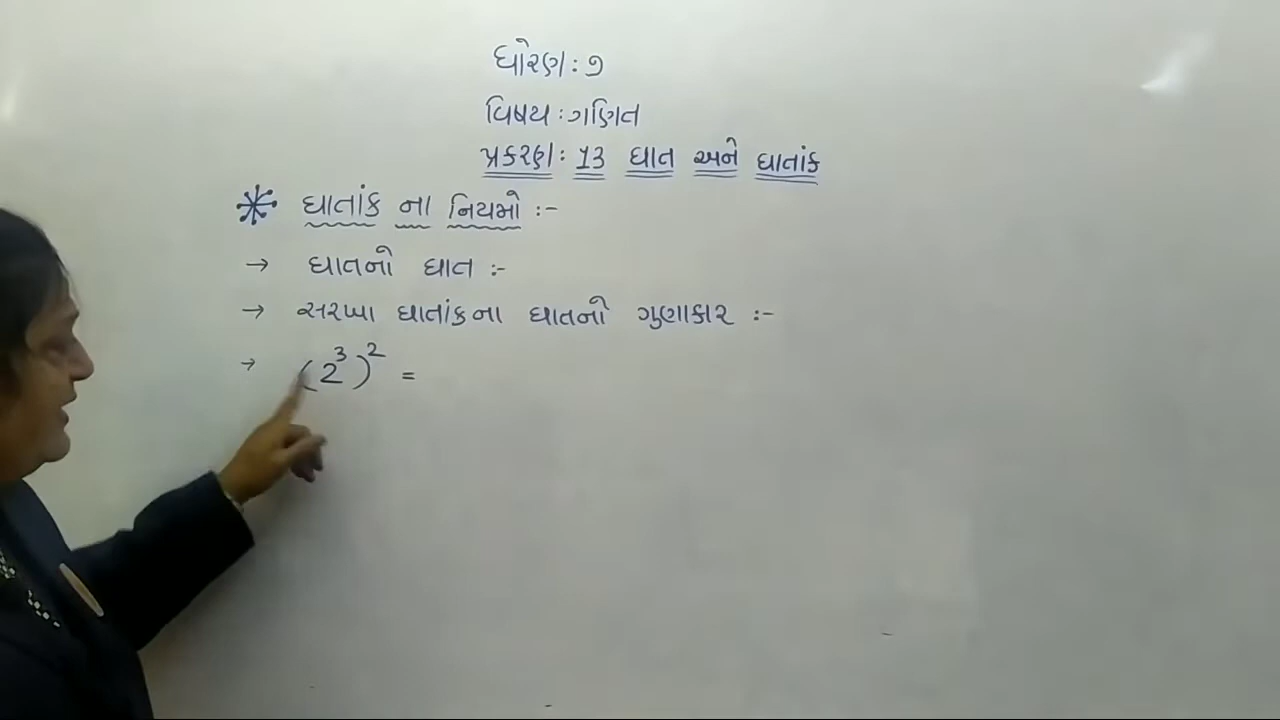 ધોરણ : ૭
વિષય : ગણિત
પ્રકરણ : 13 ઘાત અને ઘાતાંક
ઘાતાંક ના નિયમો :-
→ ઘાતનો ઘાત :-
→ સરખા ઘાતાંકના ઘાતનો ગુણાકાર :-
→ (2³)² =